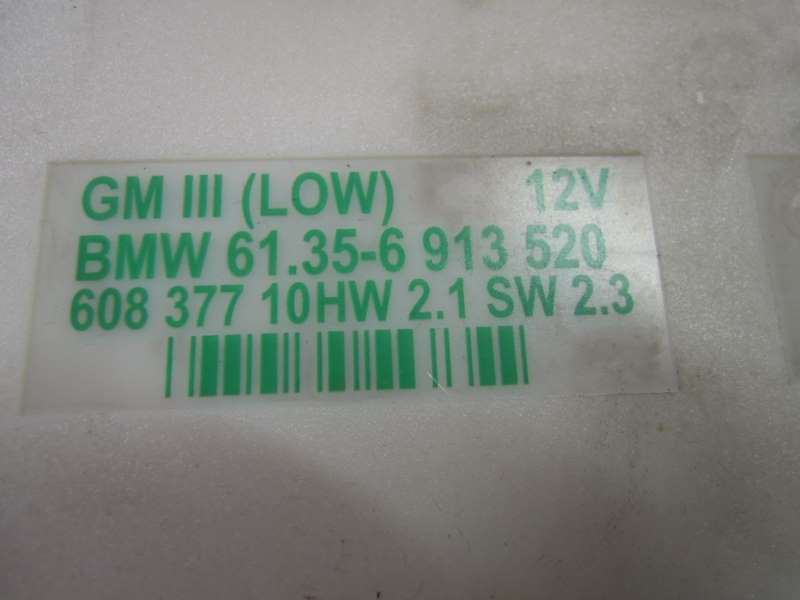 GM III (LOW) 12V
BMW 61.35-6 913 520
608 377 10HW 2.1 SW 2.3